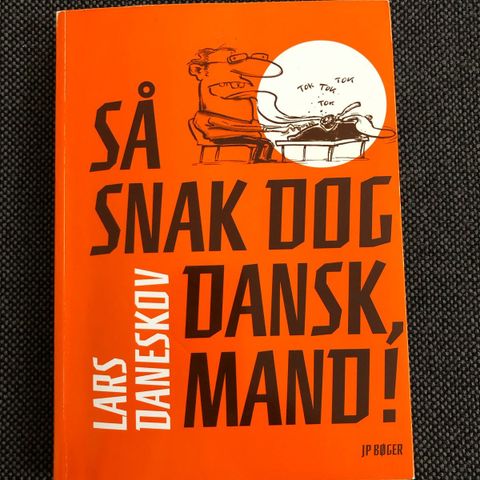 TOK TOK
TOK
TOK
SÅ
SNAK DOG
DANSK,
MAND!
LARS
DANESKOV
JP BØGER